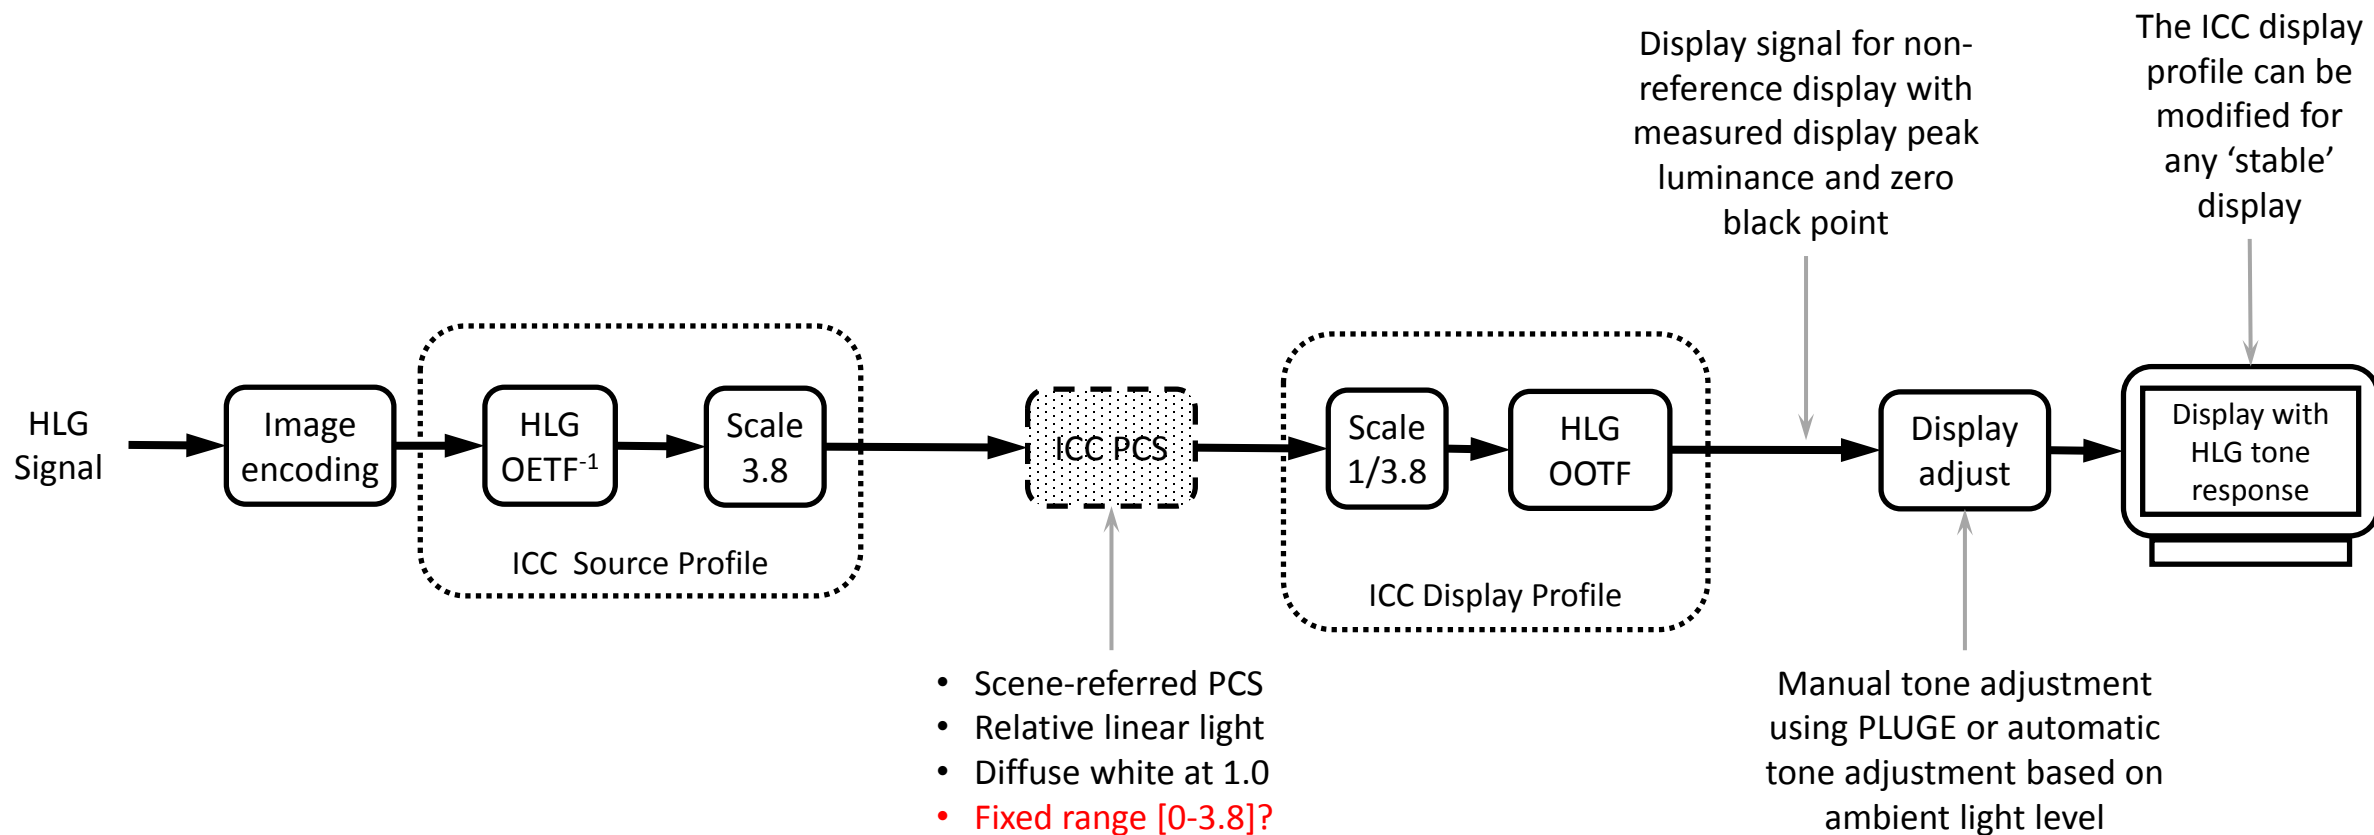 Display signal for non-
reference display with
measured display peak
luminance and zero
black point
The ICC display
profile can be
modified for
any ‘stable’
display
HLG
Signal
Image
encoding
HLG
OETF⁻¹
Scale
3.8
ICC Source Profile
ICC PCS
Scale
1/3.8
HLG
OOTF
ICC Display Profile
Display
adjust
Display with
HLG tone
response
• Scene-referred PCS
• Relative linear light
• Diffuse white at 1.0
• Fixed range [0-3.8]?
Manual tone adjustment
using PLUGE or automatic
tone adjustment based on
ambient light level